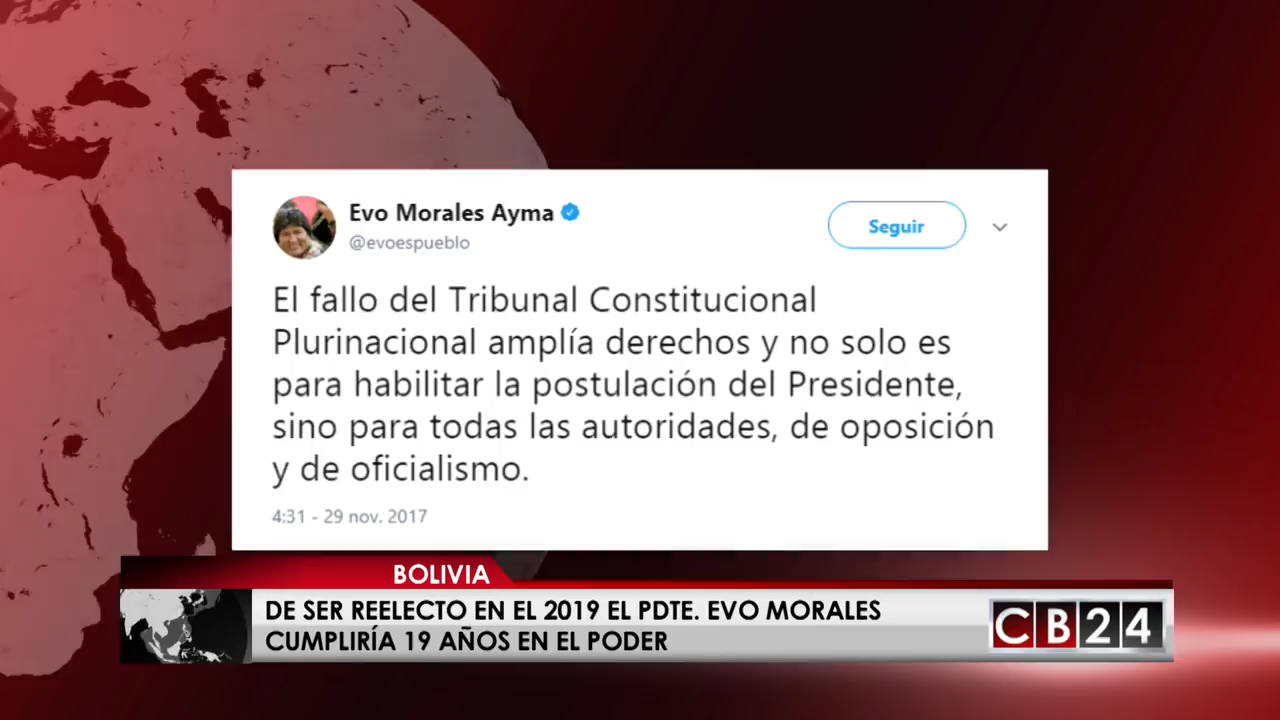 Evo Morales Ayma
@evoespueblo
Seguir
El fallo del Tribunal Constitucional
Plurinacional amplía derechos y no solo es
para habilitar la postulación del Presidente,
sino para todas las autoridades, de oposición
y de oficialismo.
4:31 - 29 nov. 2017
BOLIVIA
DE SER REELECTO EN EL 2019 EL PDTE. EVO MORALES
CUMPLIRÍA 19 AÑOS EN EL PODER
CB24